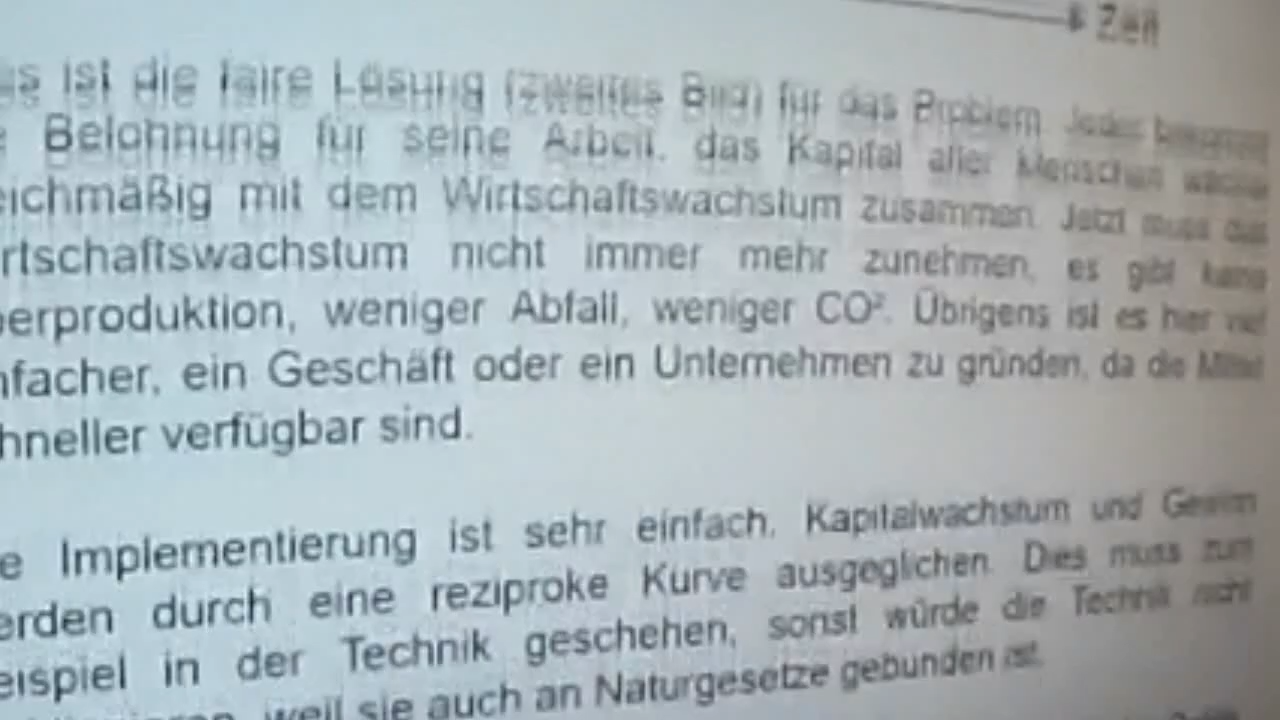 Zeit
ist die faire Lösung (zweites Bild) für das Problem. Jeder bekommt
Belohnung für seine Arbeit, das Kapital aller Menschen wächst
eichmäßig mit dem Wirtschaftswachstum zusammen. Jetzt muss das
rtschaftswachstum nicht immer mehr zunehmen, es gibt keine
berproduktion, weniger Abfall, weniger CO². Übrigens ist es hier viel
nfacher, ein Geschäft oder ein Unternehmen zu gründen, da die Mittel
hneller verfügbar sind.
e Implementierung ist sehr einfach. Kapitalwachstum und Gewinn
erden durch eine reziproke Kurve ausgeglichen. Dies muss zum
eispiel in der Technik geschehen, sonst würde die Technik nicht
weil sie auch an Naturgesetze gebunden ist.